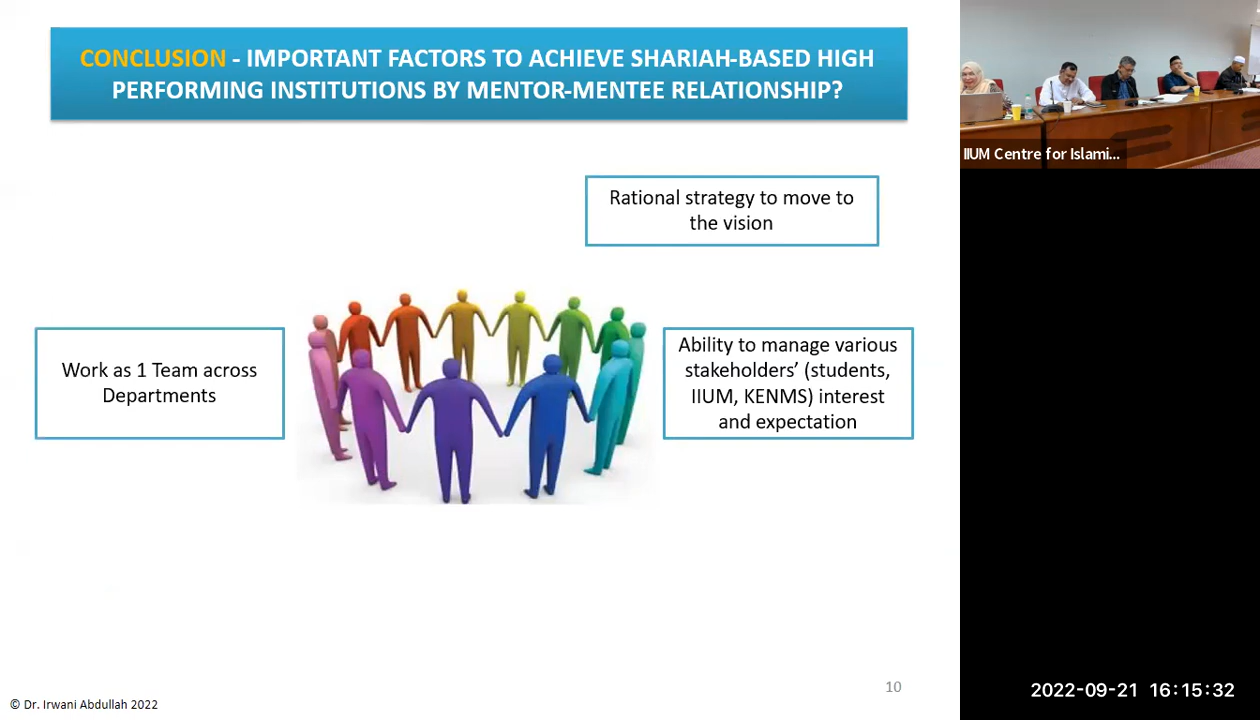 CONCLUSION - IMPORTANT FACTORS TO ACHIEVE SHARIAH-BASED HIGH
PERFORMING INSTITUTIONS BY MENTOR-MENTEE RELATIONSHIP?
IIUM Centre for Islami...
Rational strategy to move to
the vision
Work as 1 Team across
Departments
Ability to manage various
stakeholders' (students,
IIUM, KENMS) interest
and expectation
10
© Dr. Irwani Abdullah 2022
2022-09-21 16:15:32